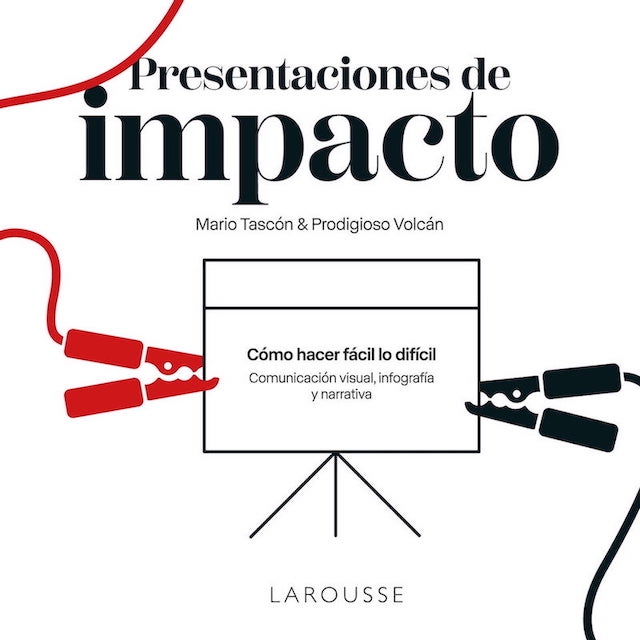 Presentaciones de
impacto
Mario Tascón & Prodigioso Volcán
Cómo hacer fácil lo difícil
Comunicación visual, infografía
y narrativa
LAROUSSE